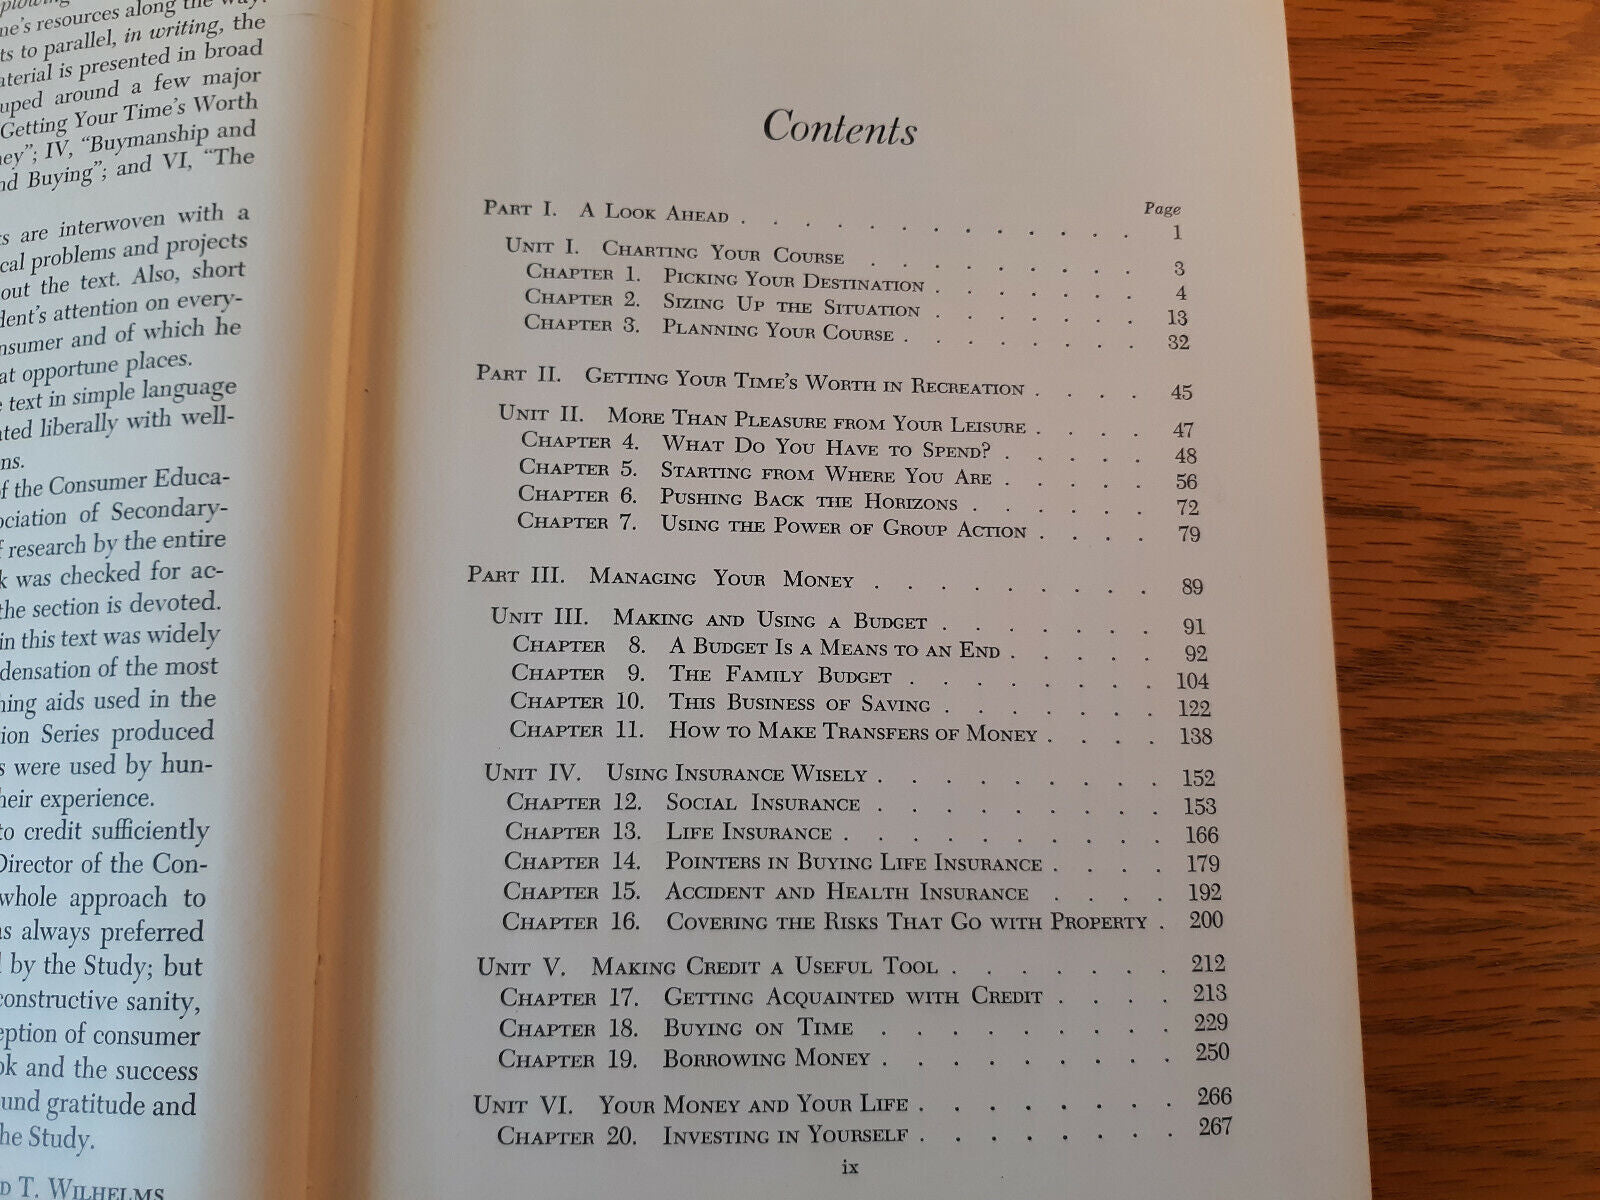 plowing
ne's resources along the way.
ts to parallel, in writing, the
aterial is presented in broad
uped around a few major
Getting Your Time's Worth
ey"; IV, "Buymanship and
nd Buying"; and VI, "The
ts are interwoven with a
cal problems and projects
out the text. Also, short
dent's attention on every-
nsumer and of which he
at opportune places.
text in simple language
ated liberally with well-
ns.
f the Consumer Educa-
ociation of Secondary-
f research by the entire
k was checked for ac-
the section is devoted.
in this text was widely
densation of the most
hing aids used in the
ion Series produced
s were used by hun-
heir experience.
to credit sufficiently
Director of the Con-
whole approach to
as always preferred
l by the Study; but
constructive sanity,
eption of consumer
ok and the success
und gratitude and
he Study.
D T. WILHELMS
Contents
Page
PART I. A LOOK AHEAD . . . . . . . . . . . . 1
UNIT I. CHARTING YOUR COURSE . . . . . . . . . 3
CHAPTER 1. PICKING YOUR DESTINATION . . . . . . . 4
CHAPTER 2. SIZING UP THE SITUATION . . . . . . . 13
CHAPTER 3. PLANNING YOUR COURSE . . . . . . . . 32
PART II. GETTING YOUR TIME'S WORTH IN RECREATION . . . . 45
UNIT II. MORE THAN PLEASURE FROM YOUR LEISURE . . . . 47
CHAPTER 4. WHAT DO YOU HAVE TO SPEND? . . . . . 48
CHAPTER 5. STARTING FROM WHERE YOU ARE . . . . . 56
CHAPTER 6. PUSHING BACK THE HORIZONS . . . . . . 72
CHAPTER 7. USING THE POWER OF GROUP ACTION . . . . 79
PART III. MANAGING YOUR MONEY . . . . . . . . . 89
UNIT III. MAKING AND USING A BUDGET . . . . . . . 91
CHAPTER 8. A BUDGET IS A MEANS TO AN END . . . . . 92
CHAPTER 9. THE FAMILY BUDGET . . . . . . . . 104
CHAPTER 10. THIS BUSINESS OF SAVING . . . . . . . 122
CHAPTER 11. HOW TO MAKE TRANSFERS OF MONEY . . . . 138
UNIT IV. USING INSURANCE WISELY . . . . . . . . . 152
CHAPTER 12. SOCIAL INSURANCE . . . . . . . . . 153
CHAPTER 13. LIFE INSURANCE . . . . . . . . . . 166
CHAPTER 14. POINTERS IN BUYING LIFE INSURANCE . . . . 179
CHAPTER 15. ACCIDENT AND HEALTH INSURANCE . . . . 192
CHAPTER 16. COVERING THE RISKS THAT GO WITH PROPERTY . 200
UNIT V. MAKING CREDIT A USEFUL TOOL . . . . . . . 212
CHAPTER 17. GETTING ACQUAINTED WITH CREDIT . . . . 213
CHAPTER 18. BUYING ON TIME . . . . . . . . . 229
CHAPTER 19. BORROWING MONEY . . . . . . . . . 250
UNIT VI. YOUR MONEY AND YOUR LIFE . . . . . . . . 266
CHAPTER 20. INVESTING IN YOURSELF . . . . . . . . 267
ix